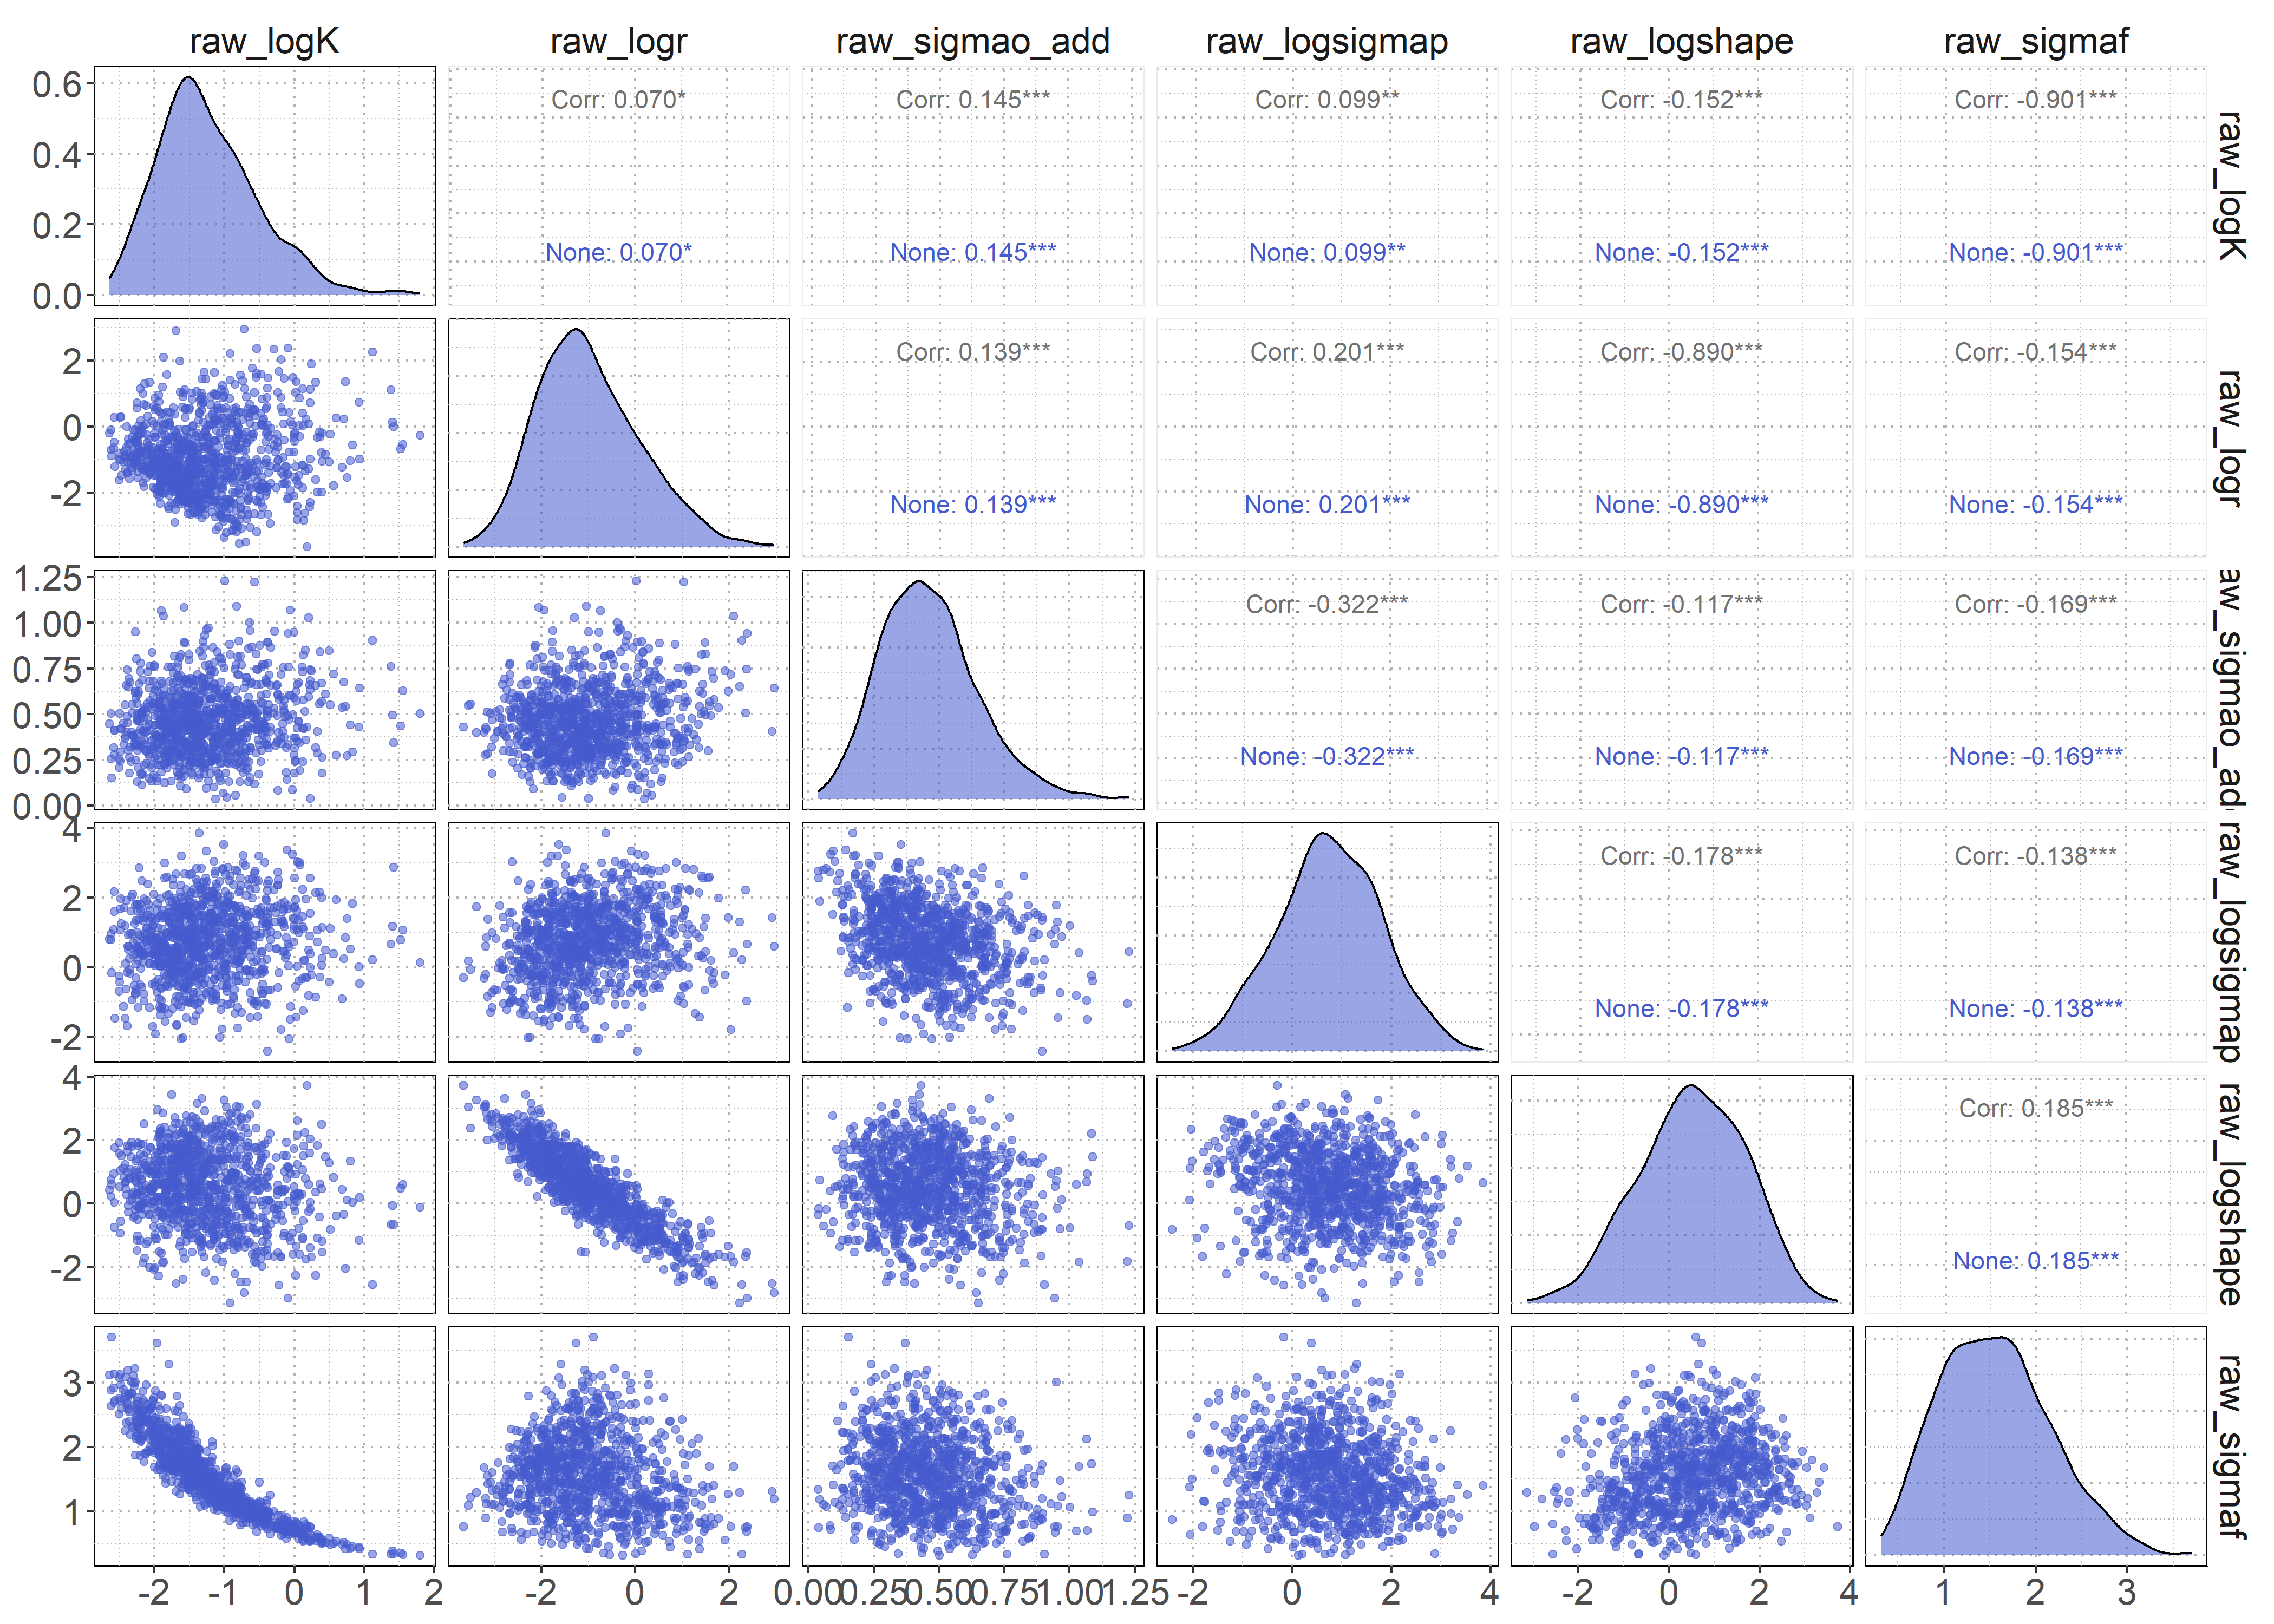 raw_logK raw_logr raw_sigmao_add raw_logsigmap raw_logshape raw_sigmaf
0.6
0.4
0.2
0.0
Corr: 0.070* Corr: 0.145*** Corr: 0.099** Corr: -0.152*** Corr: -0.901***
None: 0.070* None: 0.145*** None: 0.099** None: -0.152*** None: -0.901***
raw_logK
2
0
-2
Corr: 0.139*** Corr: 0.201*** Corr: -0.890*** Corr: -0.154***
None: 0.139*** None: 0.201*** None: -0.890*** None: -0.154***
raw_logr
1.25
1.00
0.75
0.50
0.25
0.00
Corr: -0.322*** Corr: -0.117*** Corr: -0.169***
None: -0.322*** None: -0.117*** None: -0.169***
aw_sigmao_ad
4
2
0
-2
Corr: -0.178*** Corr: -0.138***
None: -0.178*** None: -0.138***
raw_logsigmap
4
2
0
-2
Corr: 0.185***
None: 0.185***
raw_logshape
3
2
1
raw_sigmaf
-2 -1 0 1 2 -2 0 2 0.00 0.25 0.50 0.75 1.00 1.25 -2 0 2 4 -2 0 2 4 1 2 3